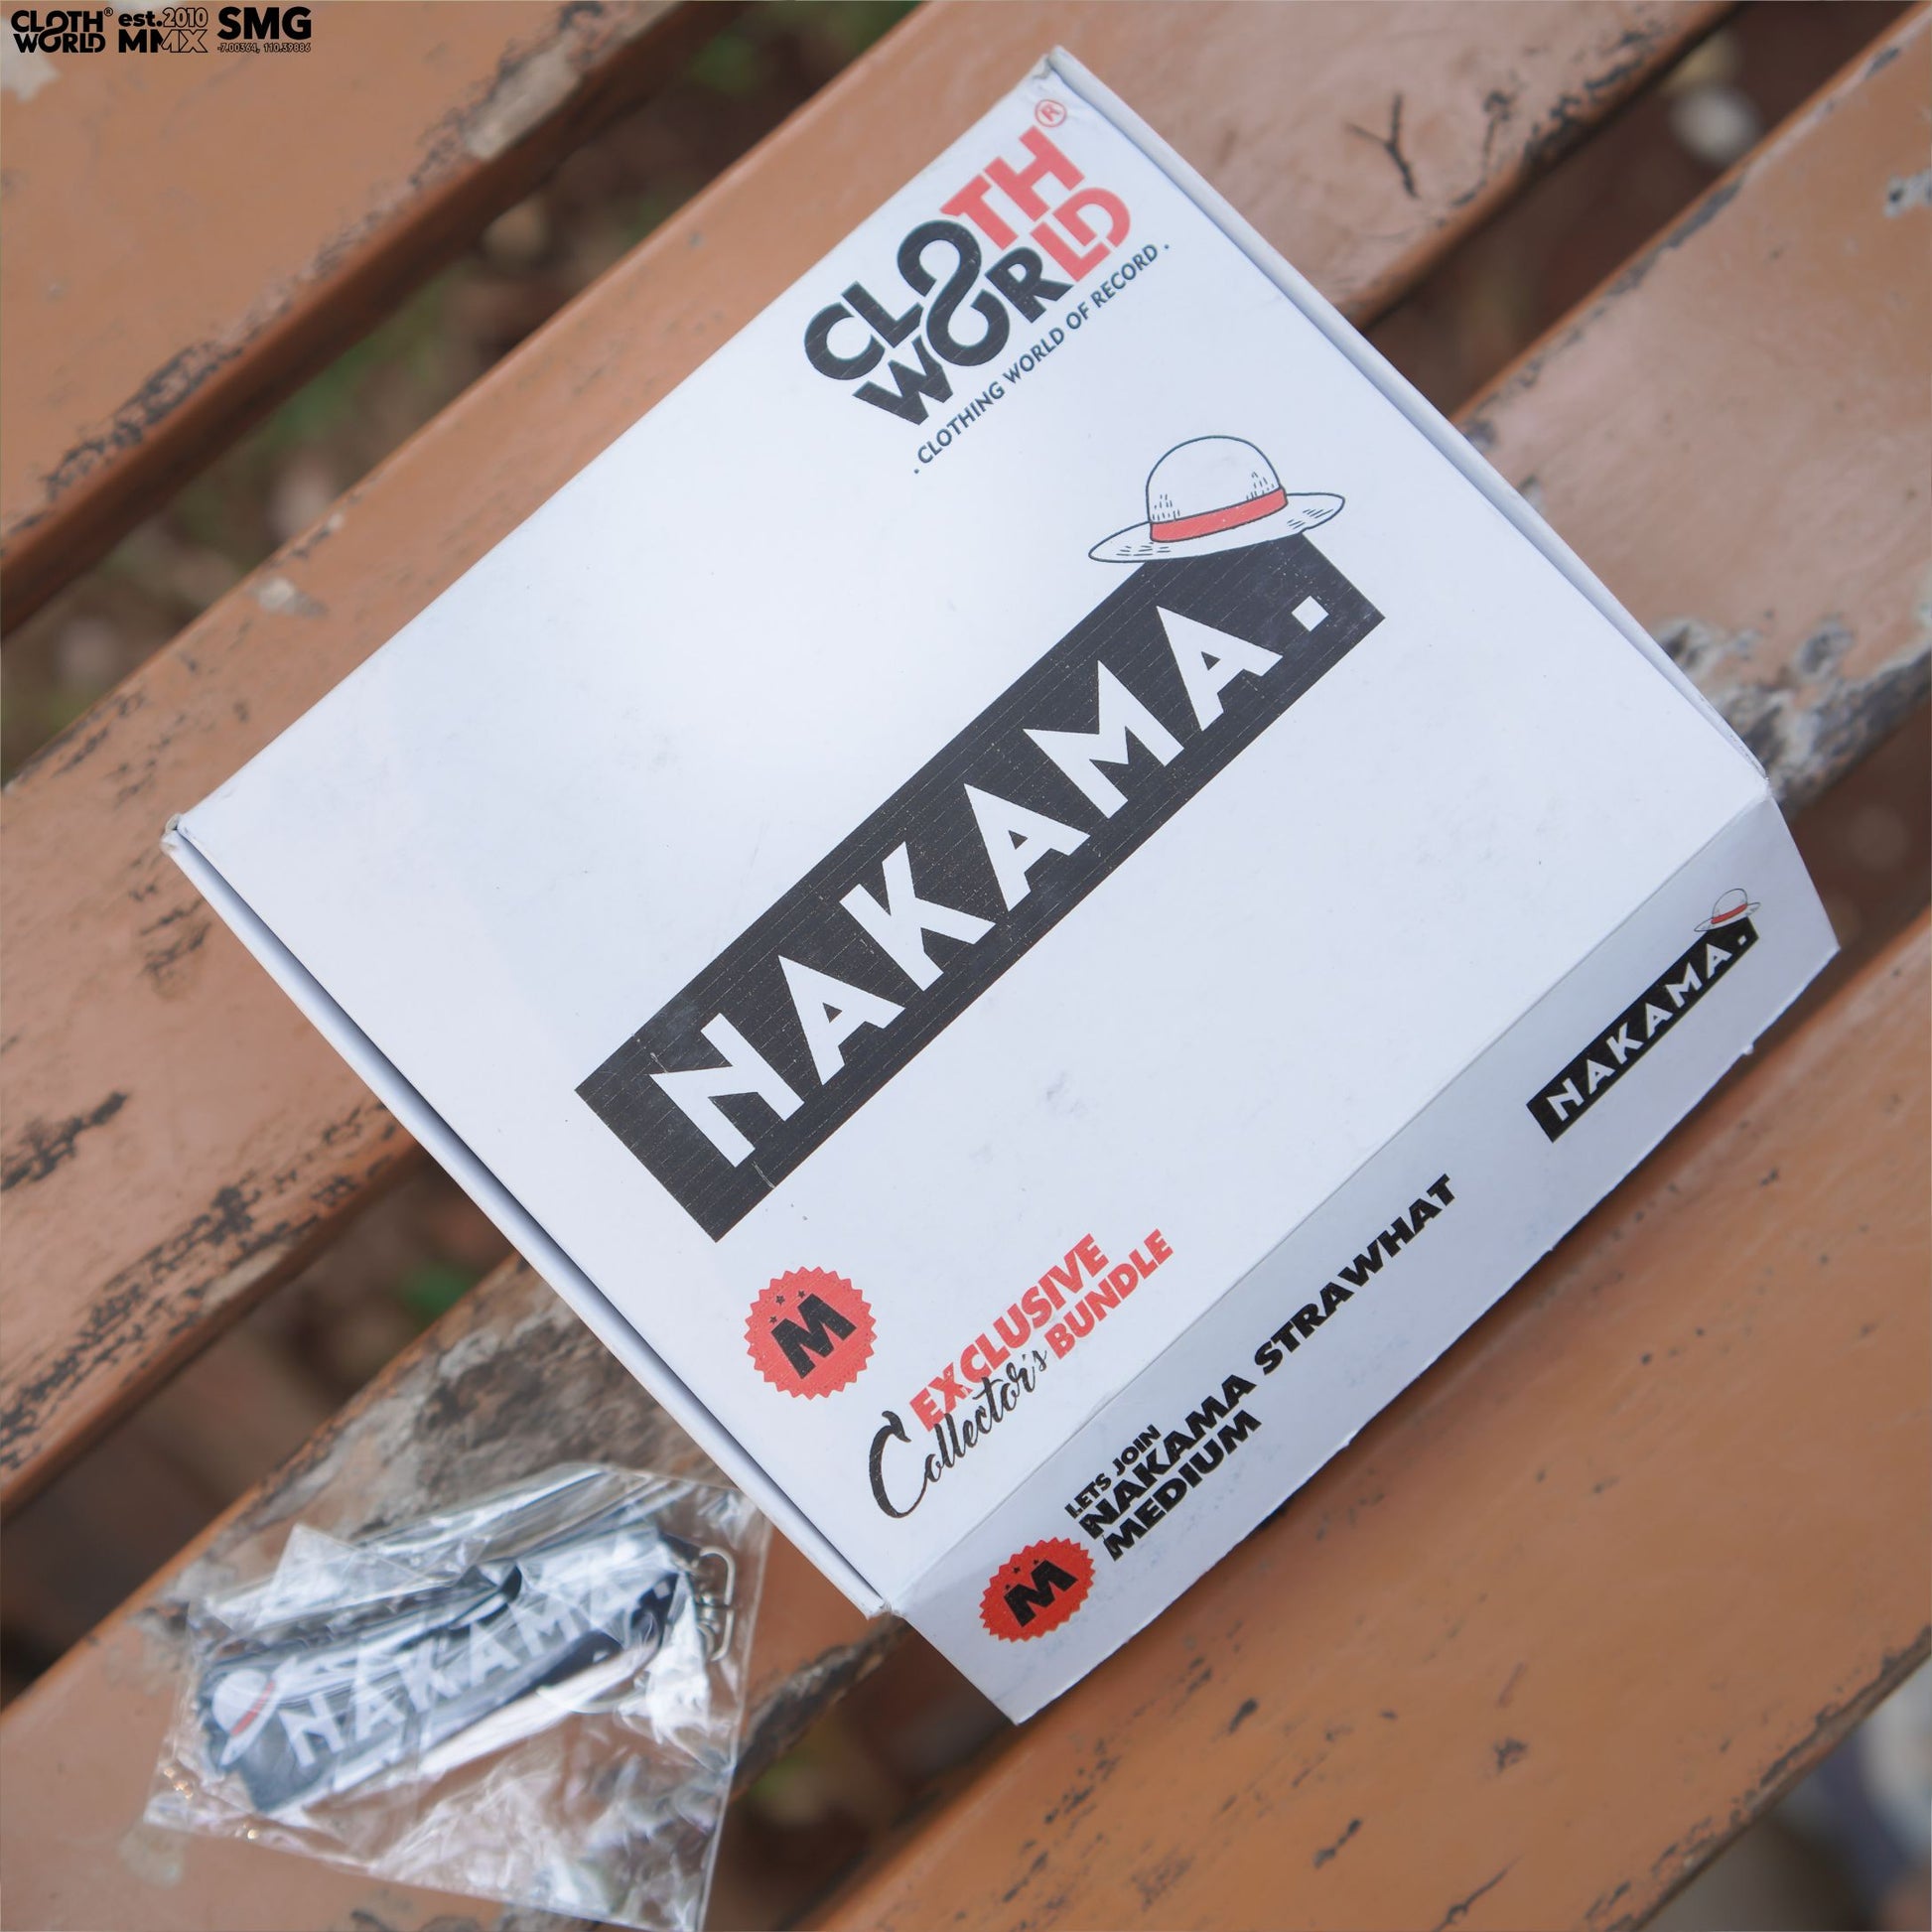 CLOTH®
WORLD
est.2010
MMXX
SMG
-7.00364, 110.39886
CLOTH®
WORLD
. CLOTHING WORLD OF RECORD .
NAKAMA.
M
EXCLUSIVE
Collector's BUNDLE
NAKAMA.
M
LETS JOIN
NAKAMA STRAWHAT
MEDIUM
NAKAMA.